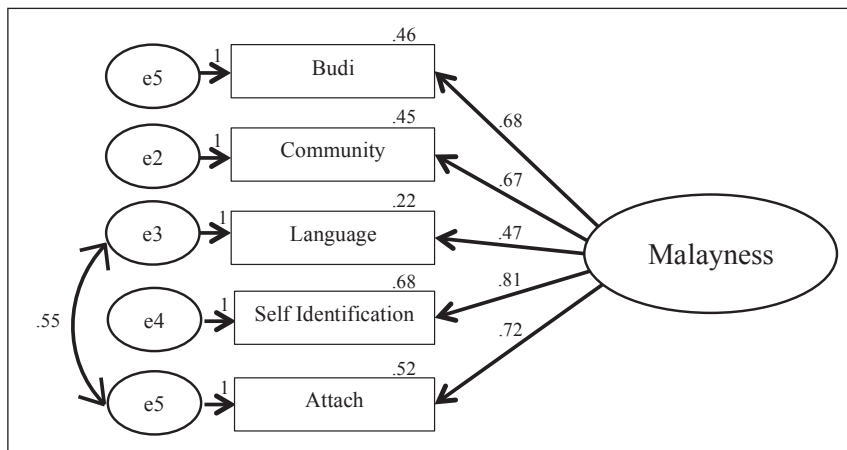 .46
e5 1 Budi
.68
.45
e2 1 Community
.67
.22
e3 1 Language .47
Malayness
.68
.81
.55 e4 1 Self Identification
.72
.52
e5 1 Attach